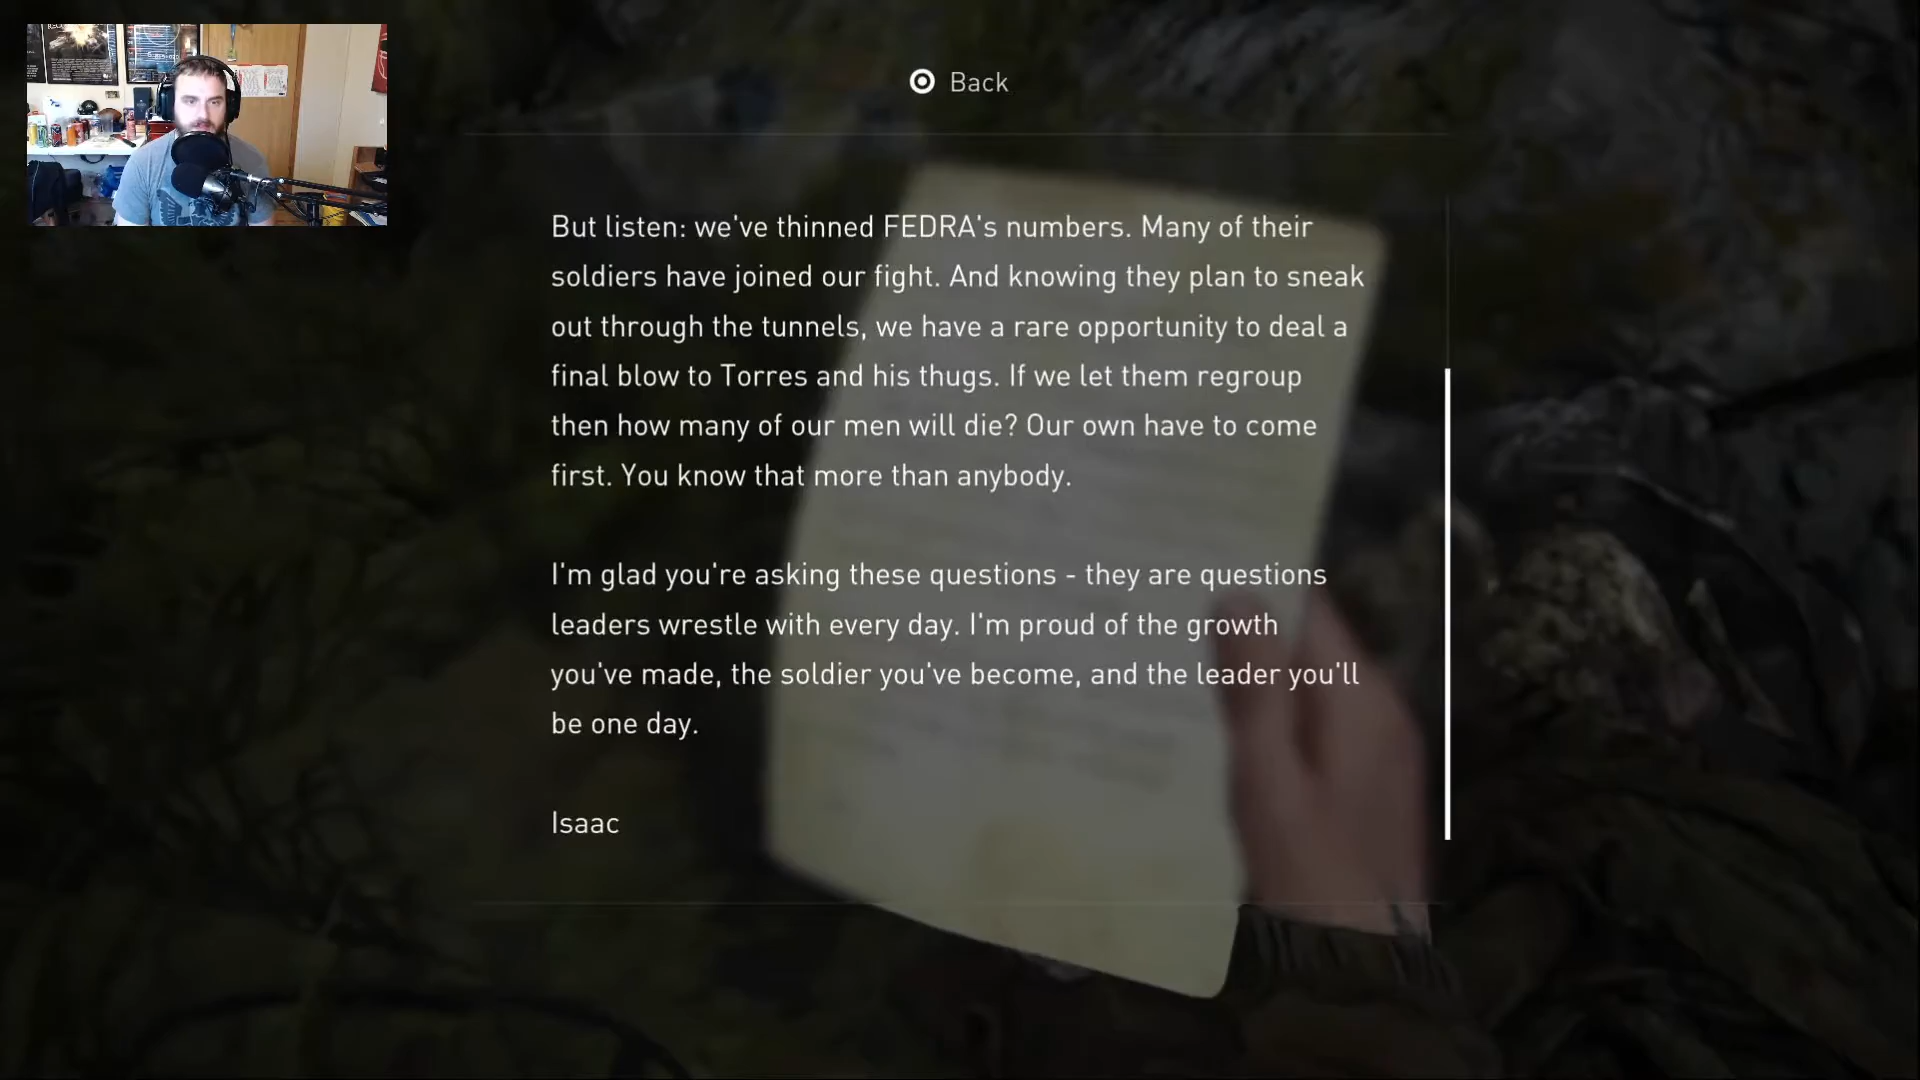 Back
But listen: we've thinned FEDRA's numbers. Many of their
soldiers have joined our fight. And knowing they plan to sneak
out through the tunnels, we have a rare opportunity to deal a
final blow to Torres and his thugs. If we let them regroup
then how many of our men will die? Our own have to come
first. You know that more than anybody.
I'm glad you're asking these questions - they are questions
leaders wrestle with every day. I'm proud of the growth
you've made, the soldier you've become, and the leader you'll
be one day.
Isaac